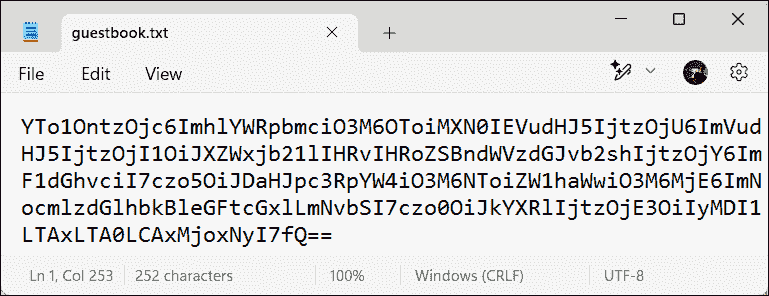 guestbook.txt
File Edit View
YTo1OntzOjc6ImhlYWRpbmciO3M6OToiMXN0IEVudHJ5IjtzOjU6ImVud
HJ5IjtzOjI1OiJXZWxjb21lIHRvIHRoZSBndWVzdGJvb2shIjtzOjY6Im
F1dGhvciI7czo5OiJDaHJpc3RpYW4iO3M6NToiZW1haWwiO3M6MjE6ImN
ocmlzdGlhbkBleGFtcGxlLmNvbSI7czo0OiJkYXRlIjtzOjE3OiIyMDI1
LTAxLTA0LCAxMjoxNyI7fQ==
Ln 1, Col 253 252 characters 100% Windows (CRLF) UTF-8